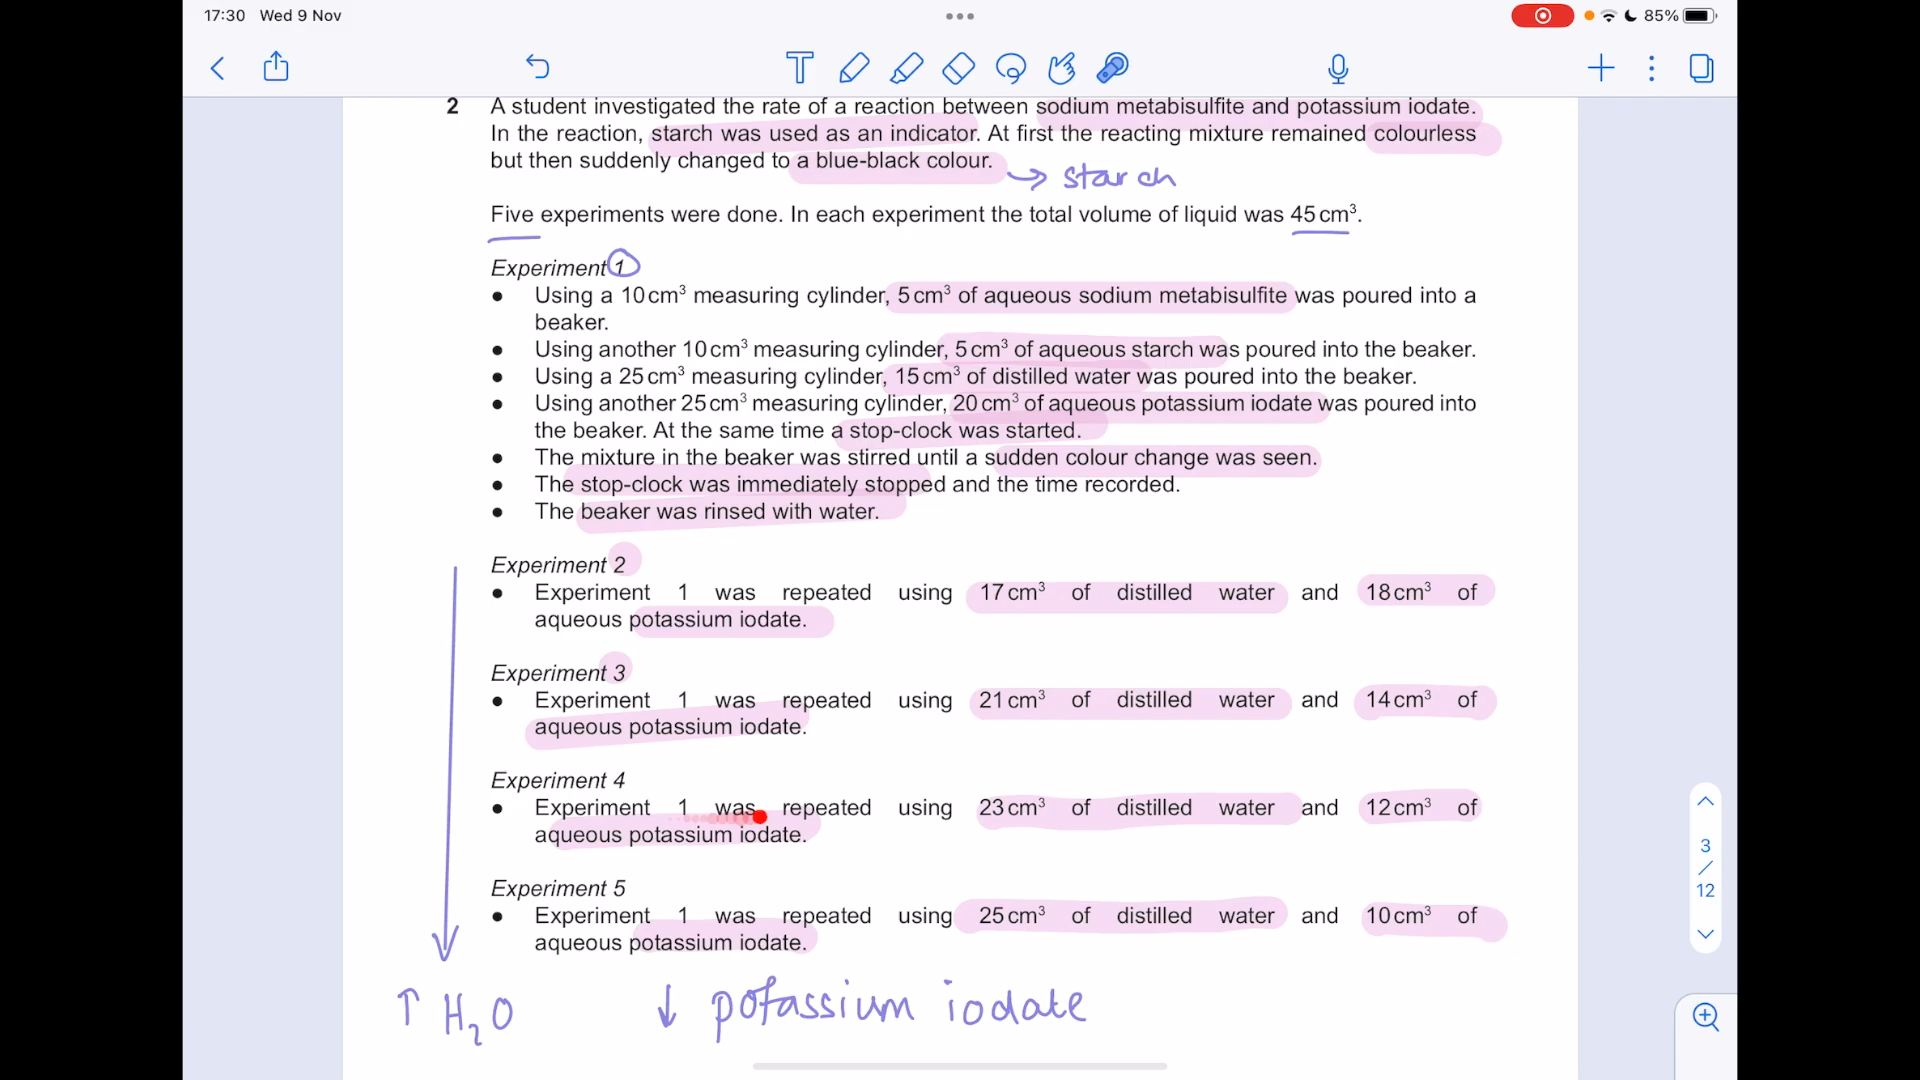 17:30 Wed 9 Nov
85%
2 A student investigated the rate of a reaction between sodium metabisulfite and potassium iodate.
In the reaction, starch was used as an indicator. At first the reacting mixture remained colourless
but then suddenly changed to a blue-black colour.
→ starch
Five experiments were done. In each experiment the total volume of liquid was 45 cm³.
Experiment 1
● Using a 10 cm³ measuring cylinder, 5 cm³ of aqueous sodium metabisulfite was poured into a
beaker.
● Using another 10 cm³ measuring cylinder, 5 cm³ of aqueous starch was poured into the beaker.
● Using a 25 cm³ measuring cylinder, 15 cm³ of distilled water was poured into the beaker.
● Using another 25 cm³ measuring cylinder, 20 cm³ of aqueous potassium iodate was poured into
the beaker. At the same time a stop-clock was started.
● The mixture in the beaker was stirred until a sudden colour change was seen.
● The stop-clock was immediately stopped and the time recorded.
● The beaker was rinsed with water.
Experiment 2
● Experiment 1 was repeated using 17 cm³ of distilled water and 18 cm³ of
aqueous potassium iodate.
Experiment 3
● Experiment 1 was repeated using 21 cm³ of distilled water and 14 cm³ of
aqueous potassium iodate.
Experiment 4
● Experiment 1 was repeated using 23 cm³ of distilled water and 12 cm³ of
aqueous potassium iodate.
Experiment 5
● Experiment 1 was repeated using 25 cm³ of distilled water and 10 cm³ of
aqueous potassium iodate.
↑ H₂O ↓ potassium iodate
3
/
12